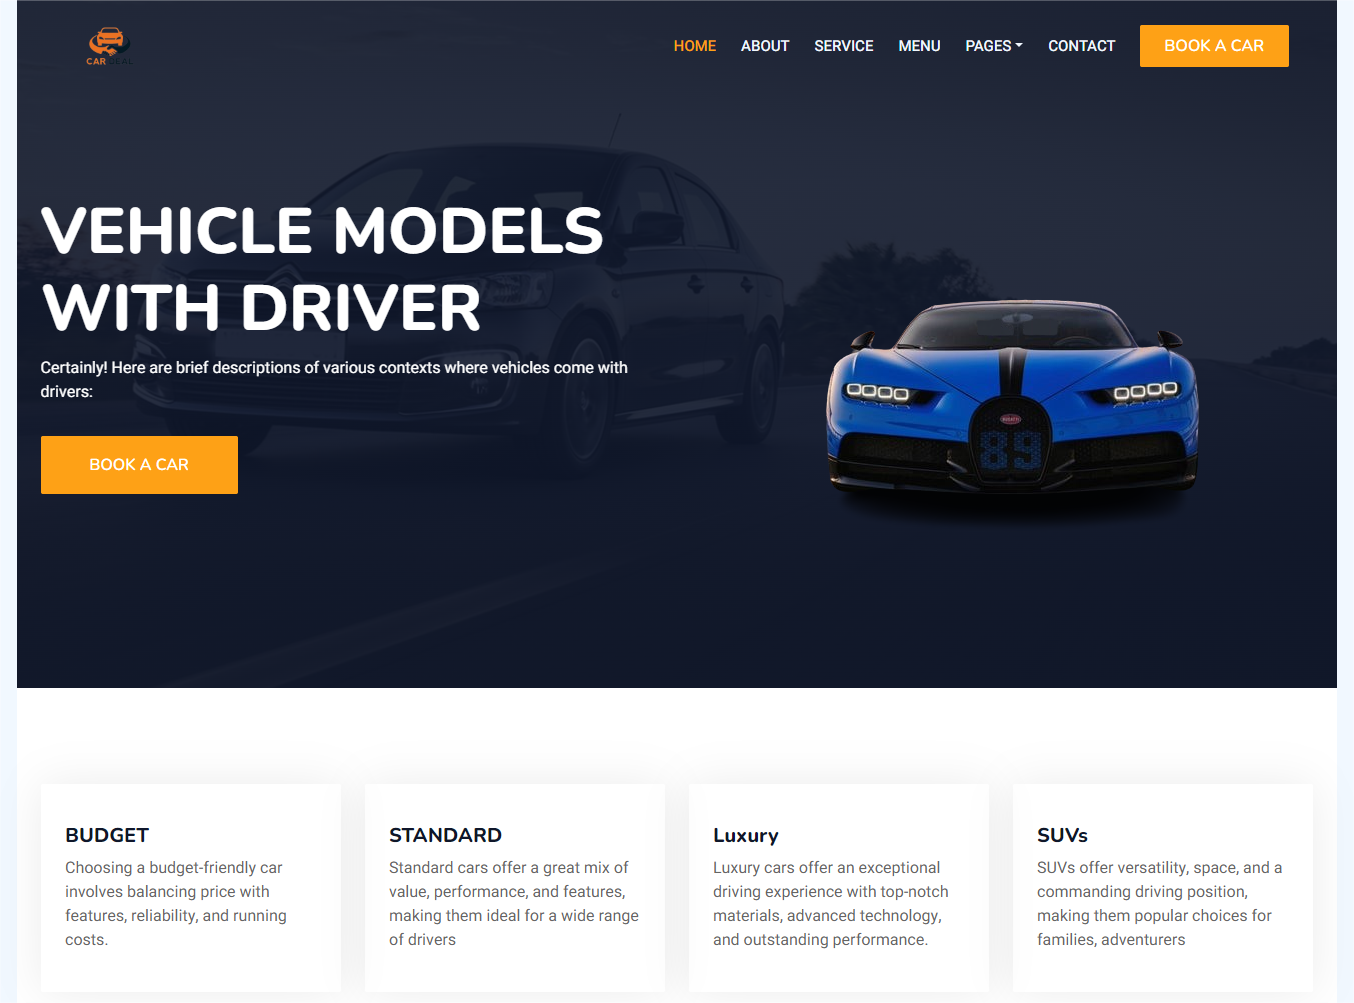 CAR DEAL
HOME ABOUT SERVICE MENU PAGES CONTACT BOOK A CAR
VEHICLE MODELS
WITH DRIVER
Certainly! Here are brief descriptions of various contexts where vehicles come with
drivers:
BOOK A CAR
89
BUDGET
Choosing a budget-friendly car
involves balancing price with
features, reliability, and running
costs.
STANDARD
Standard cars offer a great mix of
value, performance, and features,
making them ideal for a wide range
of drivers
Luxury
Luxury cars offer an exceptional
driving experience with top-notch
materials, advanced technology,
and outstanding performance.
SUVs
SUVs offer versatility, space, and a
commanding driving position,
making them popular choices for
families, adventurers